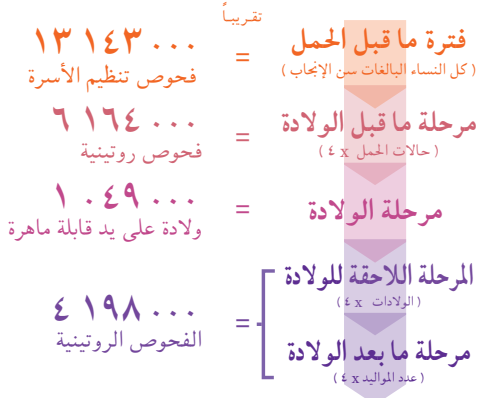 تقريباً
فترة ما قبل الحمل
( كل النساء البالغات سن الإنجاب )
=
١٣ ١٤٣ ٠٠٠
فحوص تنظيم الأسرة
مرحلة ما قبل الولادة
( حالات الحمل x ٤ )
=
٦ ١٦٤ ٠٠٠
فحوص روتينية
مرحلة الولادة
=
١ ٠٤٩ ٠٠٠
ولادة على يد قابلة ماهرة
المرحلة اللاحقة للولادة
( الولادات x ٤ )
مرحلة ما بعد الولادة
( عدد المواليد x ٤ )
=
٤ ١٩٨ ٠٠٠
الفحوص الروتينية